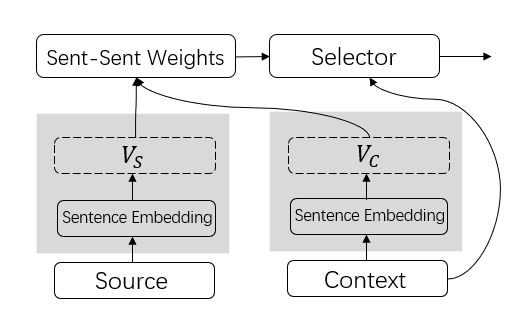 Sent-Sent Weights
Selector
V_S
V_C
Sentence Embedding
Sentence Embedding
Source
Context